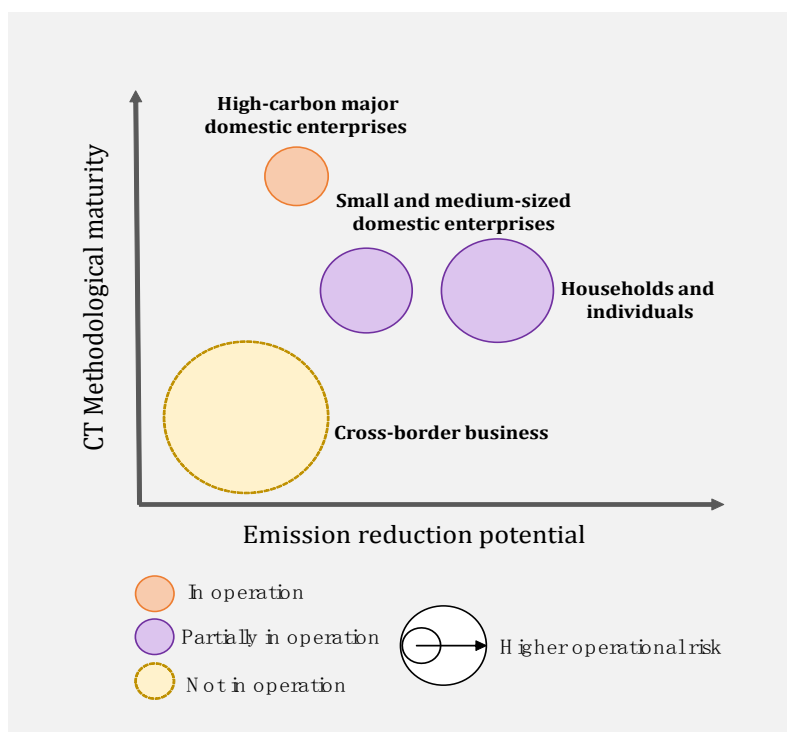 High-carbon major
domestic enterprises
Small and medium-sized
domestic enterprises
Households and
individuals
Cross-border business
CT Methodological maturity
Emission reduction potential
In operation
Partially in operation
Not in operation
Higher operational risk